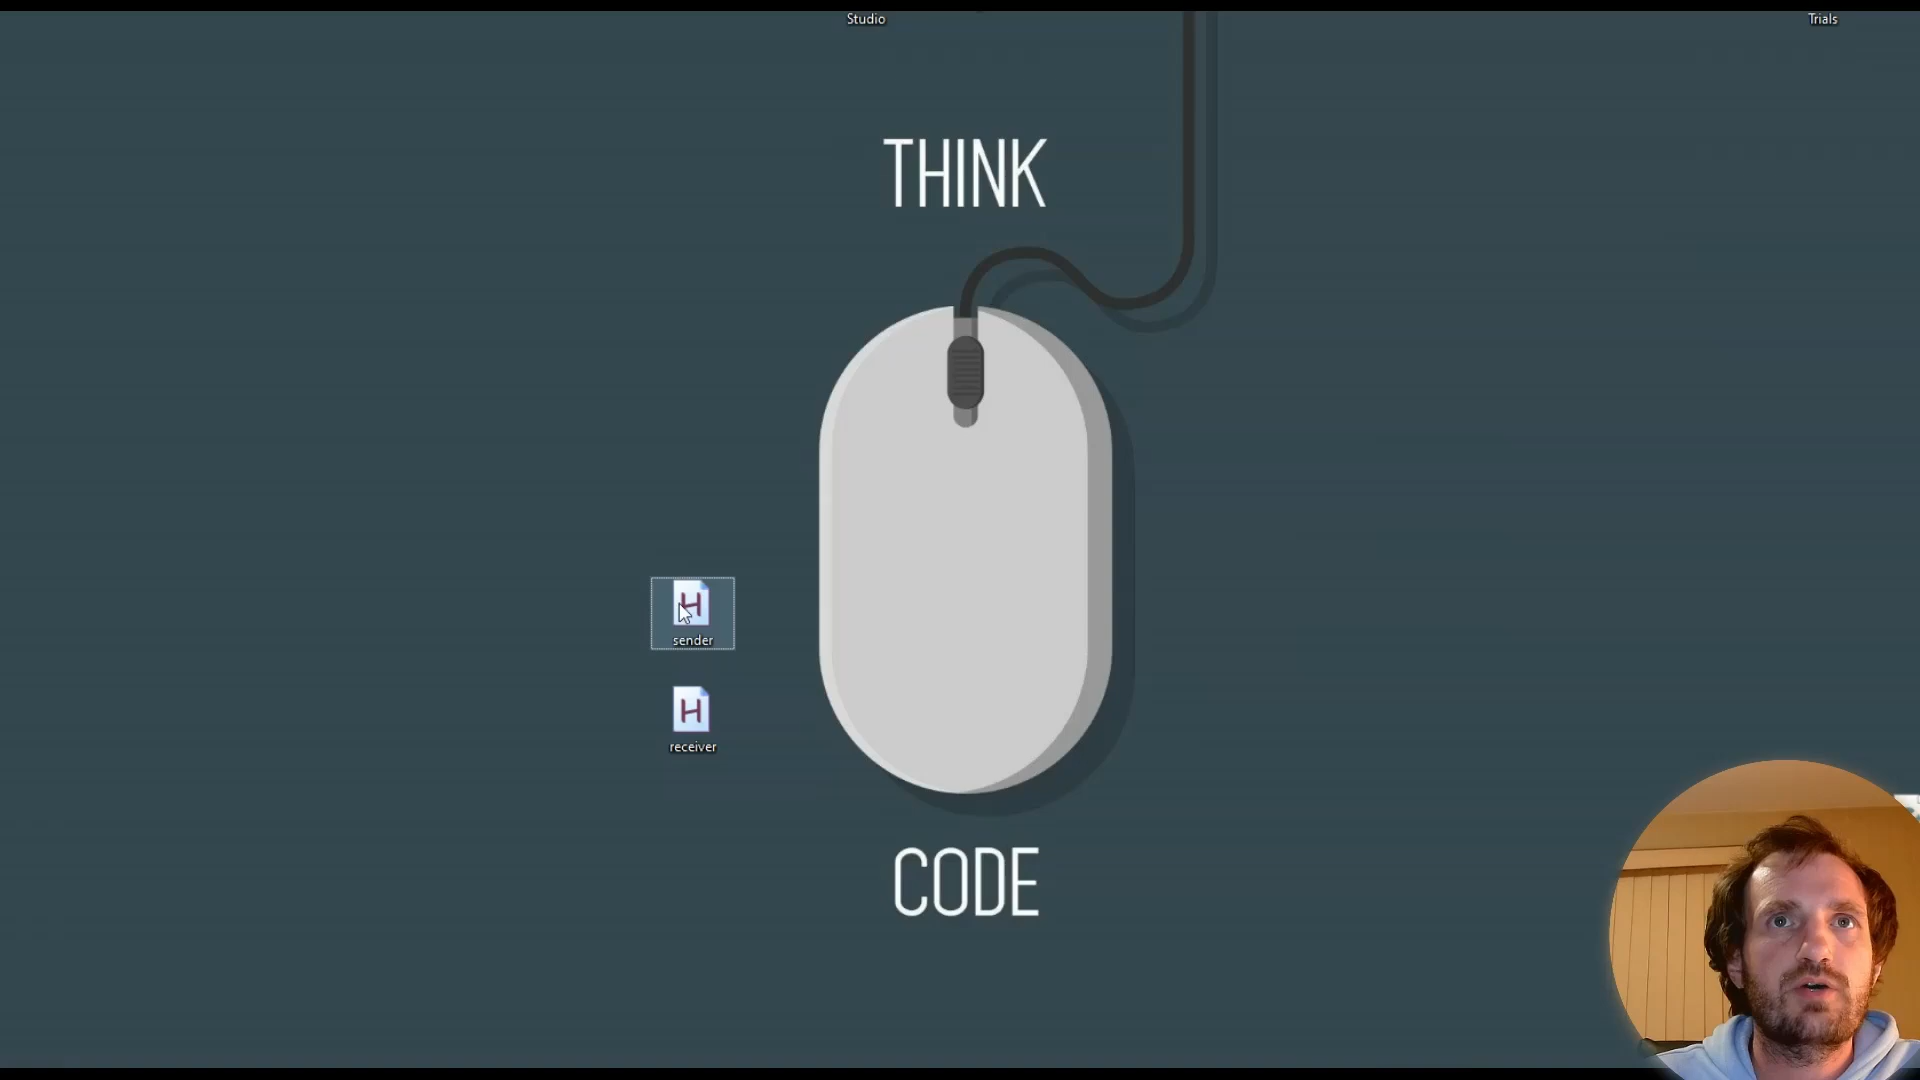 Studio
Trials
THINK
H
sender
H
receiver
CODE